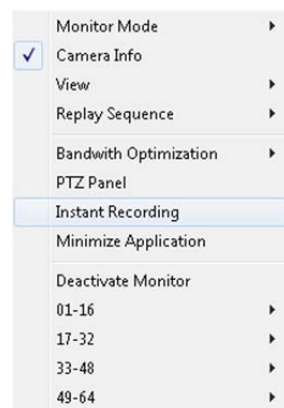 Monitor Mode
Camera Info
View
Replay Sequence
Bandwith Optimization
PTZ Panel
Instant Recording
Minimize Application
Deactivate Monitor
01-16
17-32
33-48
49-64